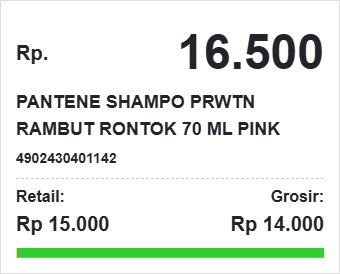 Rp. 16.500
PANTENE SHAMPO PRWTN
RAMBUT RONTOK 70 ML PINK
4902430401142
Retail: Grosir:
Rp 15.000 Rp 14.000